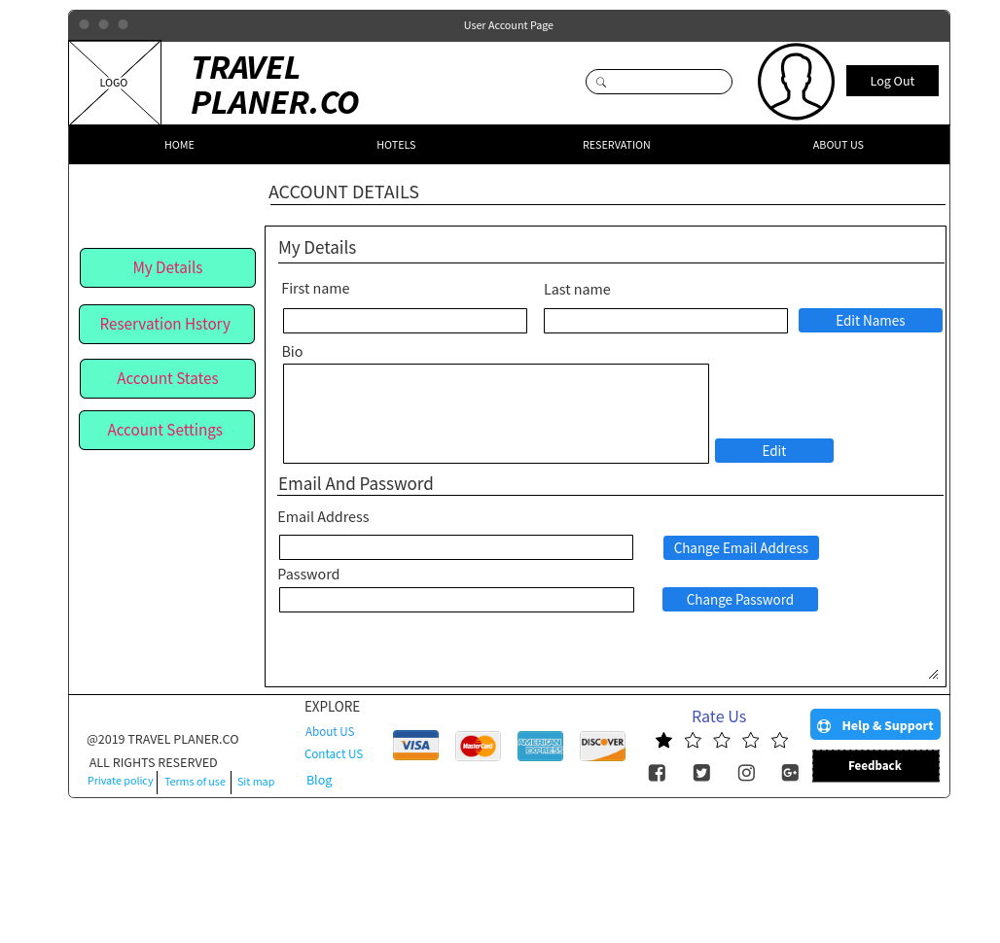 User Account Page
LOGO
TRAVEL
PLANER.CO
Log Out
HOME HOTELS RESERVATION ABOUT US
ACCOUNT DETAILS
My Details
Reservation Hstory
Account States
Account Settings
My Details
First name Last name
Edit Names
Bio
Edit
Email And Password
Email Address
Change Email Address
Password
Change Password
@2019 TRAVEL PLANER.CO
ALL RIGHTS RESERVED
Private policy Terms of use Sit map
EXPLORE
About US
Contact US
Blog
VISA MasterCard AMERICAN EXPRESS DISCOVER
Rate Us
Help & Support
Feedback